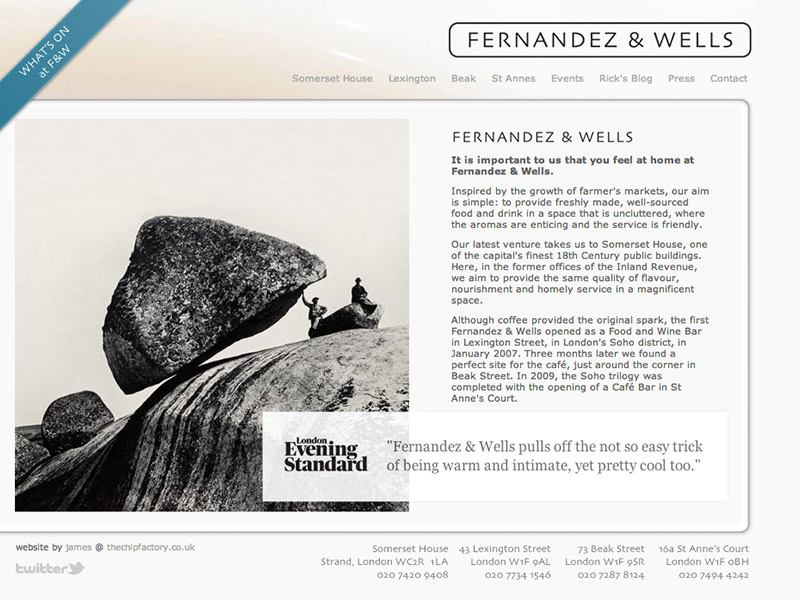 WHAT'S ON
at F&W
FERNANDEZ & WELLS
Somerset House Lexington Beak St Annes Events Rick's Blog Press Contact
FERNANDEZ & WELLS
It is important to us that you feel at home at
Fernandez & Wells.
Inspired by the growth of farmer's markets, our aim
is simple: to provide freshly made, well-sourced
food and drink in a space that is uncluttered, where
the aromas are enticing and the service is friendly.
Our latest venture takes us to Somerset House, one
of the capital's finest 18th Century public buildings.
Here, in the former offices of the Inland Revenue,
we aim to provide the same quality of flavour,
nourishment and homely service in a magnificent
space.
Although coffee provided the original spark, the first
Fernandez & Wells opened as a Food and Wine Bar
in Lexington Street, in London's Soho district, in
January 2007. Three months later we found a
perfect site for the café, just around the corner in
Beak Street. In 2009, the Soho trilogy was
completed with the opening of a Café Bar in St
Anne's Court.
London
Evening
Standard
"Fernandez & Wells pulls off the not so easy trick
of being warm and intimate, yet pretty cool too."
website by james @ thechipfactory.co.uk
twitter
Somerset House
Strand, London WC2R 1LA
020 7420 9408
43 Lexington Street
London W1F 9AL
020 7734 1546
73 Beak Street
London W1F 9SR
020 7287 8124
16a St Anne's Court
London W1F 0BH
020 7494 4242